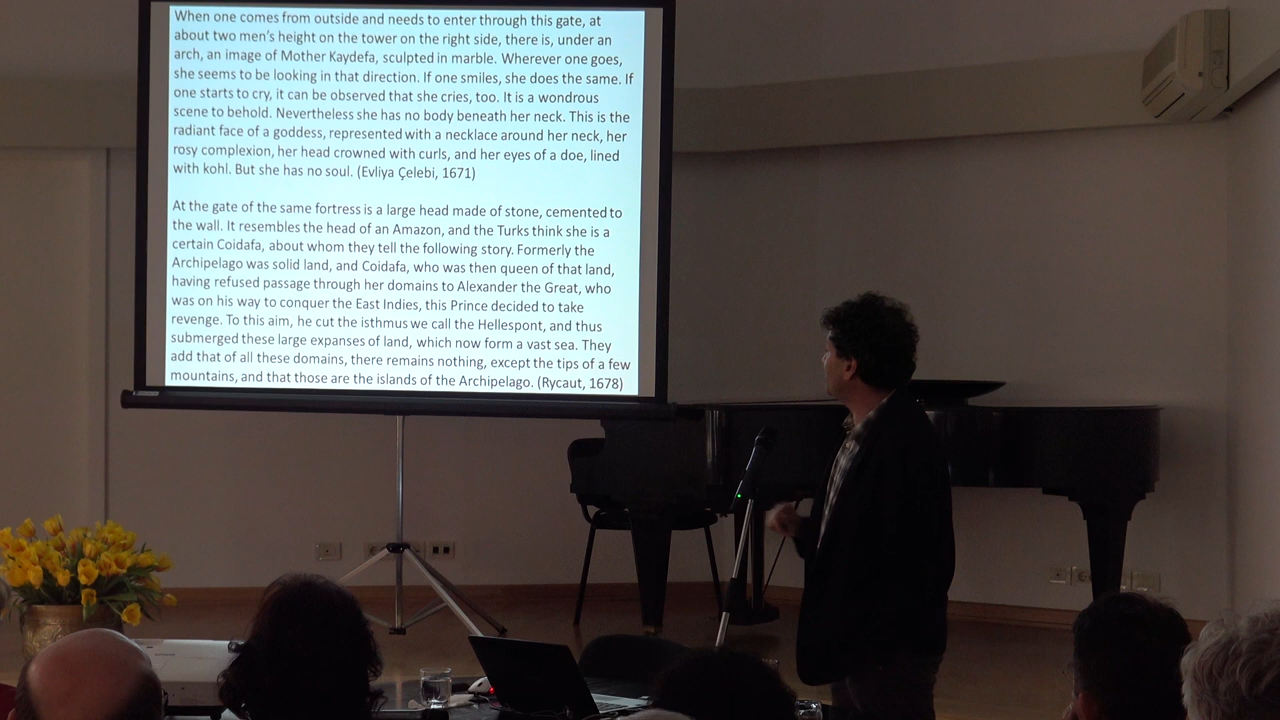 When one comes from outside and needs to enter through this gate, at
about two men's height on the tower on the right side, there is, under an
arch, an image of Mother Kaydefa, sculpted in marble. Wherever one goes,
she seems to be looking in that direction. If one smiles, she does the same. If
one starts to cry, it can be observed that she cries, too. It is a wondrous
scene to behold. Nevertheless she has no body beneath her neck. This is the
radiant face of a goddess, represented with a necklace around her neck, her
rosy complexion, her head crowned with curls, and her eyes of a doe, lined
with kohl. But she has no soul. (Evliya Çelebi, 1671)
At the gate of the same fortress is a large head made of stone, cemented to
the wall. It resembles the head of an Amazon, and the Turks think she is a
certain Coidafa, about whom they tell the following story. Formerly the
Archipelago was solid land, and Coidafa, who was then queen of that land,
having refused passage through her domains to Alexander the Great, who
was on his way to conquer the East Indies, this Prince decided to take
revenge. To this aim, he cut the isthmus we call the Hellespont, and thus
submerged these large expanses of land, which now form a vast sea. They
add that of all these domains, there remains nothing, except the tips of a few
mountains, and that those are the islands of the Archipelago. (Rycaut, 1678)